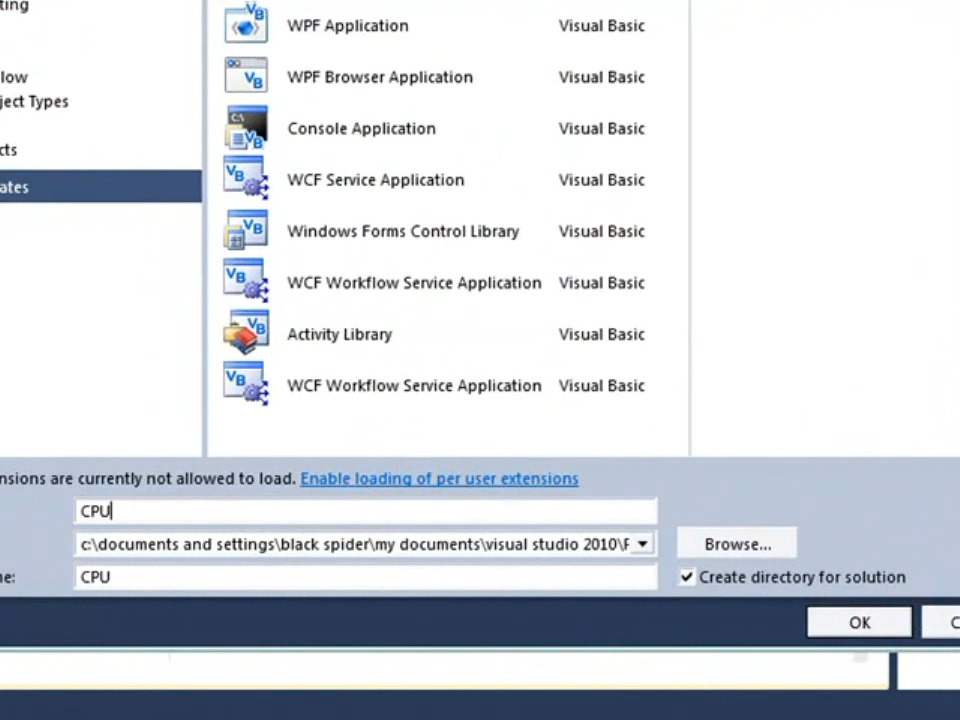 ting
WPF Application Visual Basic
low
WPF Browser Application Visual Basic
ject Types
Console Application Visual Basic
cts
WCF Service Application Visual Basic
ates
Windows Forms Control Library Visual Basic
WCF Workflow Service Application Visual Basic
Activity Library Visual Basic
WCF Workflow Service Application Visual Basic
nsions are currently not allowed to load. Enable loading of per user extensions
CPU
c:\documents and settings\black spider\my documents\visual studio 2010\P Browse...
ne: CPU Create directory for solution
OK C